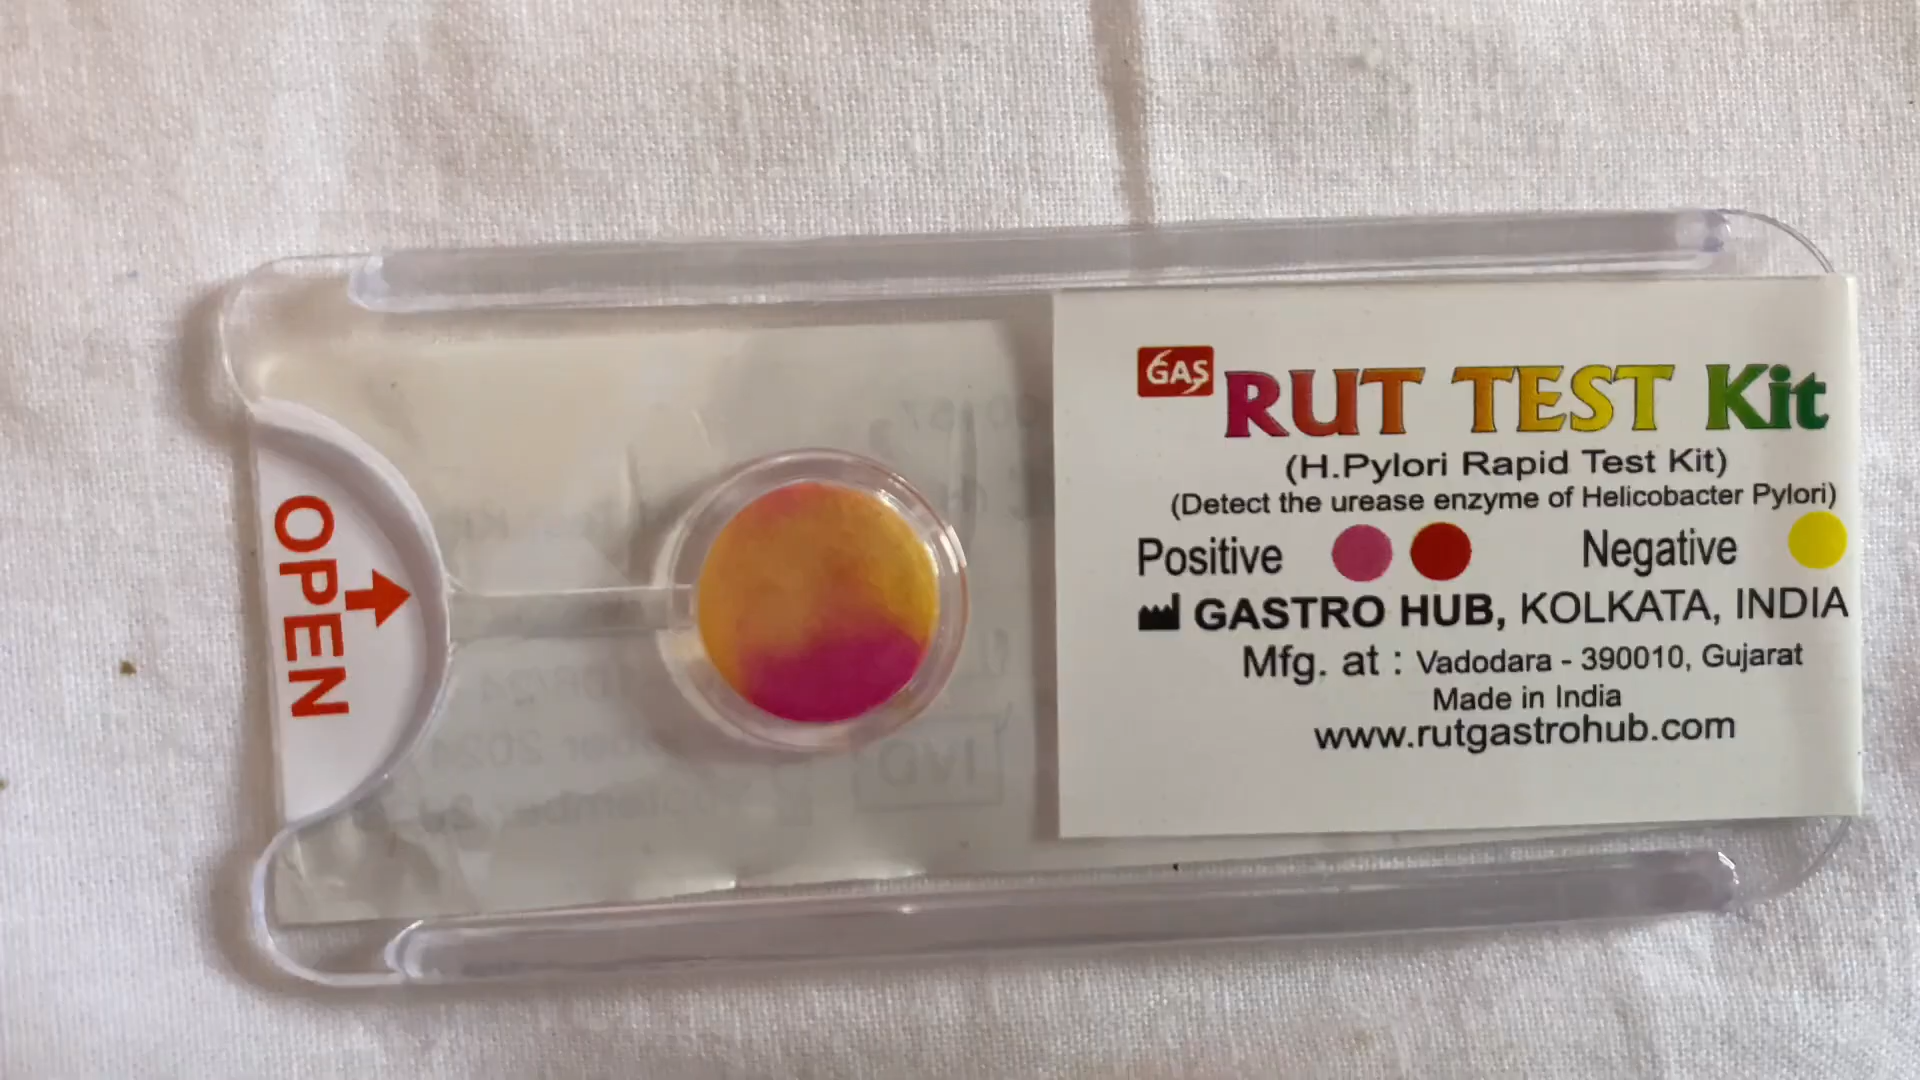 OPEN
GAS RUT TEST Kit
(H.Pylori Rapid Test Kit)
(Detect the urease enzyme of Helicobacter Pylori)
Positive Negative
GASTRO HUB, KOLKATA, INDIA
Mfg. at : Vadodara - 390010, Gujarat
Made in India
www.rutgastrohub.com
IVD